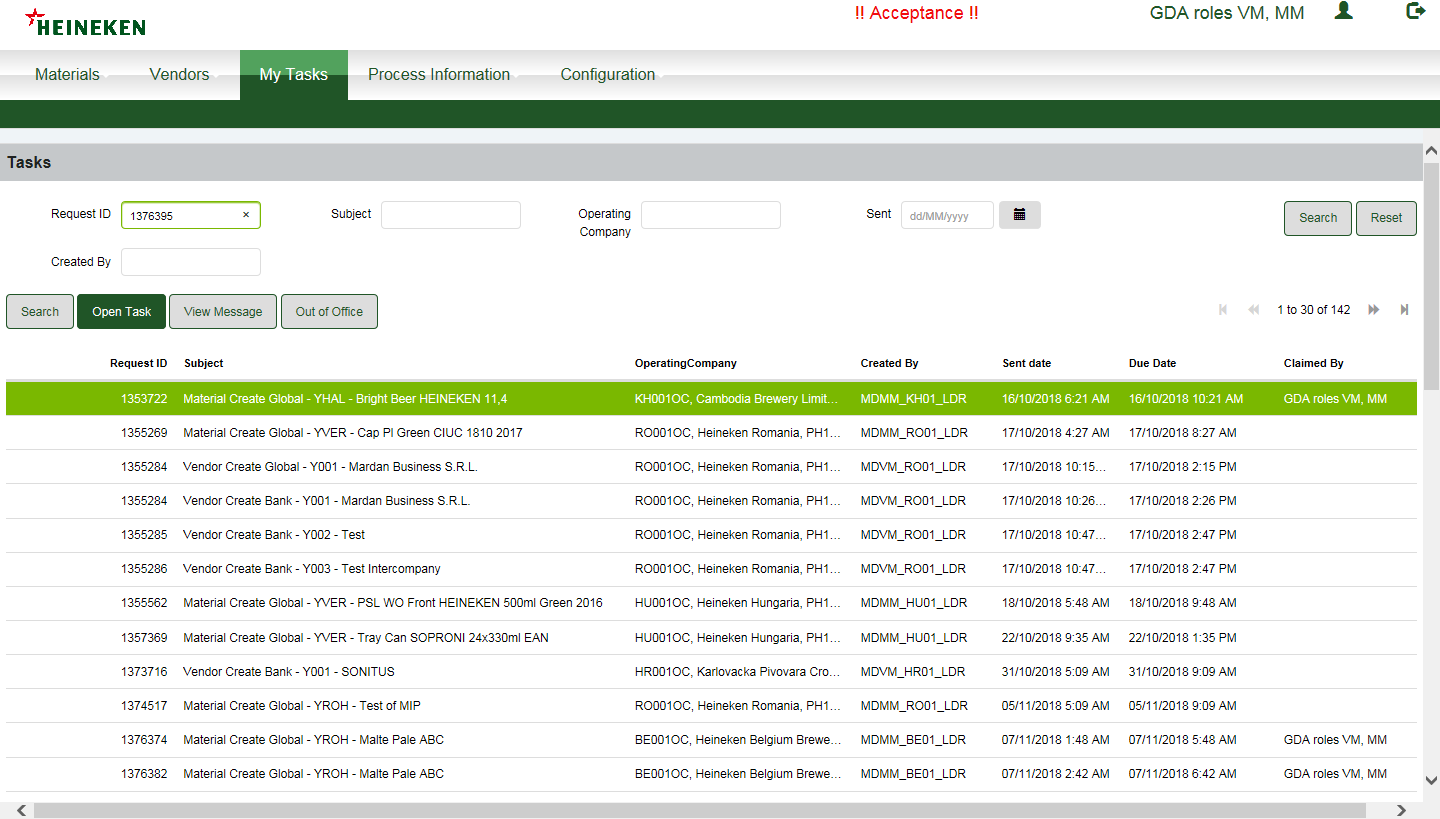 HEINEKEN
!! Acceptance !!
GDA roles VM, MM
Materials Vendors My Tasks Process Information Configuration
Tasks
Request ID 1376395 × Subject Operating Company Sent dd/MM/yyyy Search Reset
Created By
Search Open Task View Message Out of Office 1 to 30 of 142
Request ID Subject OperatingCompany Created By Sent date Due Date Claimed By
1353722 Material Create Global - YHAL - Bright Beer HEINEKEN 11,4 KH001OC, Cambodia Brewery Limit... MDMM_KH01_LDR 16/10/2018 6:21 AM 16/10/2018 10:21 AM GDA roles VM, MM
1355269 Material Create Global - YVER - Cap Pl Green CIUC 1810 2017 RO001OC, Heineken Romania, PH1... MDMM_RO01_LDR 17/10/2018 4:27 AM 17/10/2018 8:27 AM
1355284 Vendor Create Global - Y001 - Mardan Business S.R.L. RO001OC, Heineken Romania, PH1... MDVM_RO01_LDR 17/10/2018 10:15... 17/10/2018 2:15 PM
1355284 Vendor Create Bank - Y001 - Mardan Business S.R.L. RO001OC, Heineken Romania, PH1... MDVM_RO01_LDR 17/10/2018 10:26... 17/10/2018 2:26 PM
1355285 Vendor Create Bank - Y002 - Test RO001OC, Heineken Romania, PH1... MDVM_RO01_LDR 17/10/2018 10:47... 17/10/2018 2:47 PM
1355286 Vendor Create Bank - Y003 - Test Intercompany RO001OC, Heineken Romania, PH1... MDVM_RO01_LDR 17/10/2018 10:47... 17/10/2018 2:47 PM
1355562 Material Create Global - YVER - PSL WO Front HEINEKEN 500ml Green 2016 HU001OC, Heineken Hungaria, PH1... MDMM_HU01_LDR 18/10/2018 5:48 AM 18/10/2018 9:48 AM
1357369 Material Create Global - YVER - Tray Can SOPRONI 24x330ml EAN HU001OC, Heineken Hungaria, PH1... MDMM_HU01_LDR 22/10/2018 9:35 AM 22/10/2018 1:35 PM
1373716 Vendor Create Bank - Y001 - SONITUS HR001OC, Karlovacka Pivovara Cro... MDVM_HR01_LDR 31/10/2018 5:09 AM 31/10/2018 9:09 AM
1374517 Material Create Global - YROH - Test of MIP RO001OC, Heineken Romania, PH1... MDMM_RO01_LDR 05/11/2018 5:09 AM 05/11/2018 9:09 AM
1376374 Material Create Global - YROH - Malte Pale ABC BE001OC, Heineken Belgium Brewe... MDMM_BE01_LDR 07/11/2018 1:48 AM 07/11/2018 5:48 AM GDA roles VM, MM
1376382 Material Create Global - YROH - Malte Pale ABC BE001OC, Heineken Belgium Brewe... MDMM_BE01_LDR 07/11/2018 2:42 AM 07/11/2018 6:42 AM GDA roles VM, MM